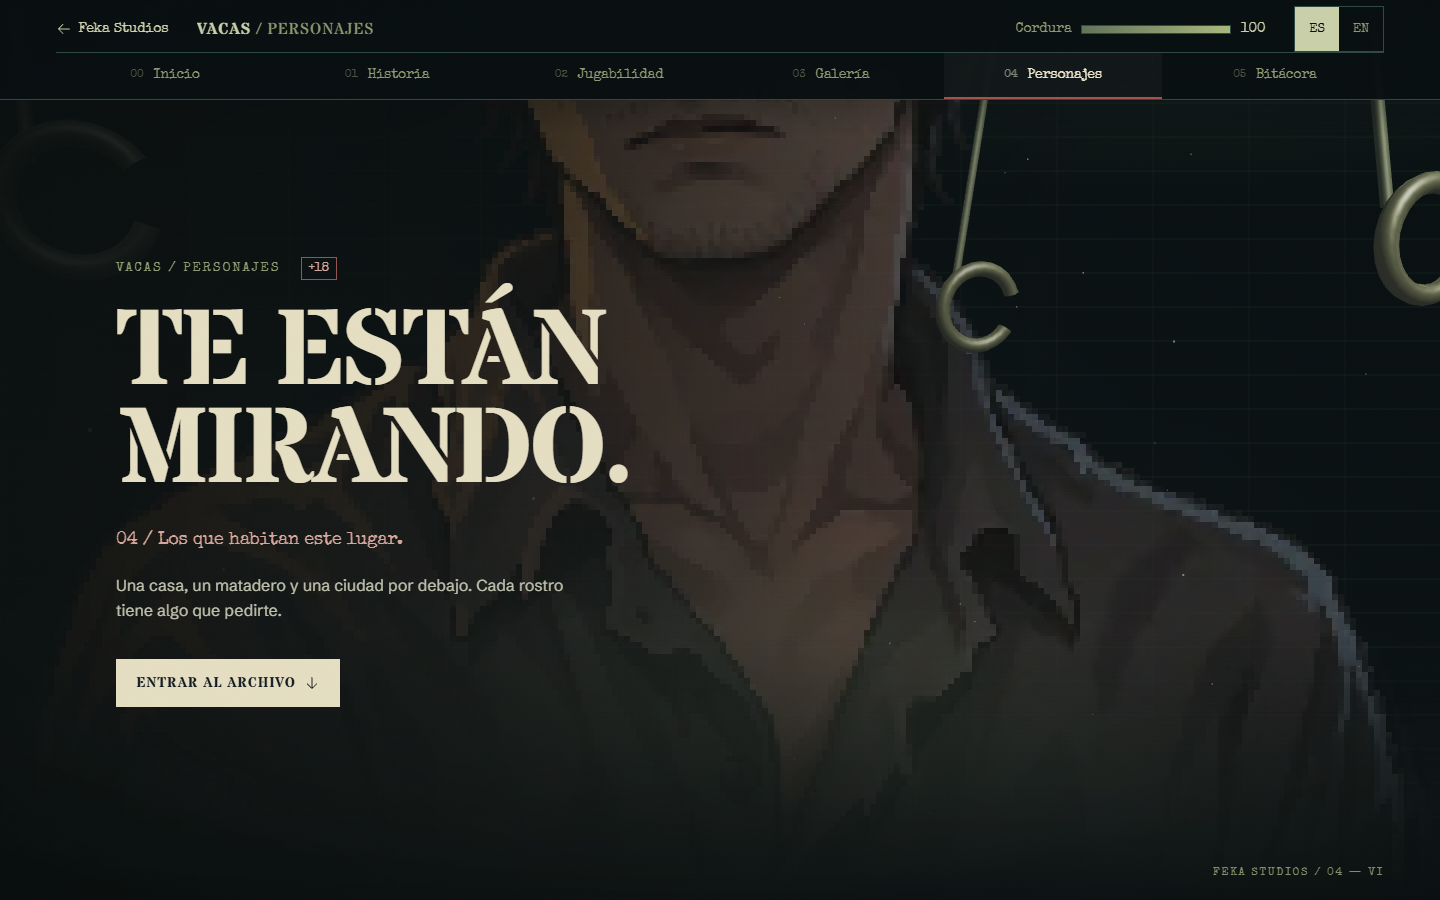 ← Feka Studios
VACAS / PERSONAJES
Cordura 100
ES EN
00 Inicio
01 Historia
02 Jugabilidad
03 Galería
04 Personajes
05 Bitácora
VACAS / PERSONAJES +18
TE ESTÁN
MIRANDO.
04 / Los que habitan este lugar.
Una casa, un matadero y una ciudad por debajo. Cada rostro
tiene algo que pedirte.
ENTRAR AL ARCHIVO ↓
FEKA STUDIOS / 04 — VI